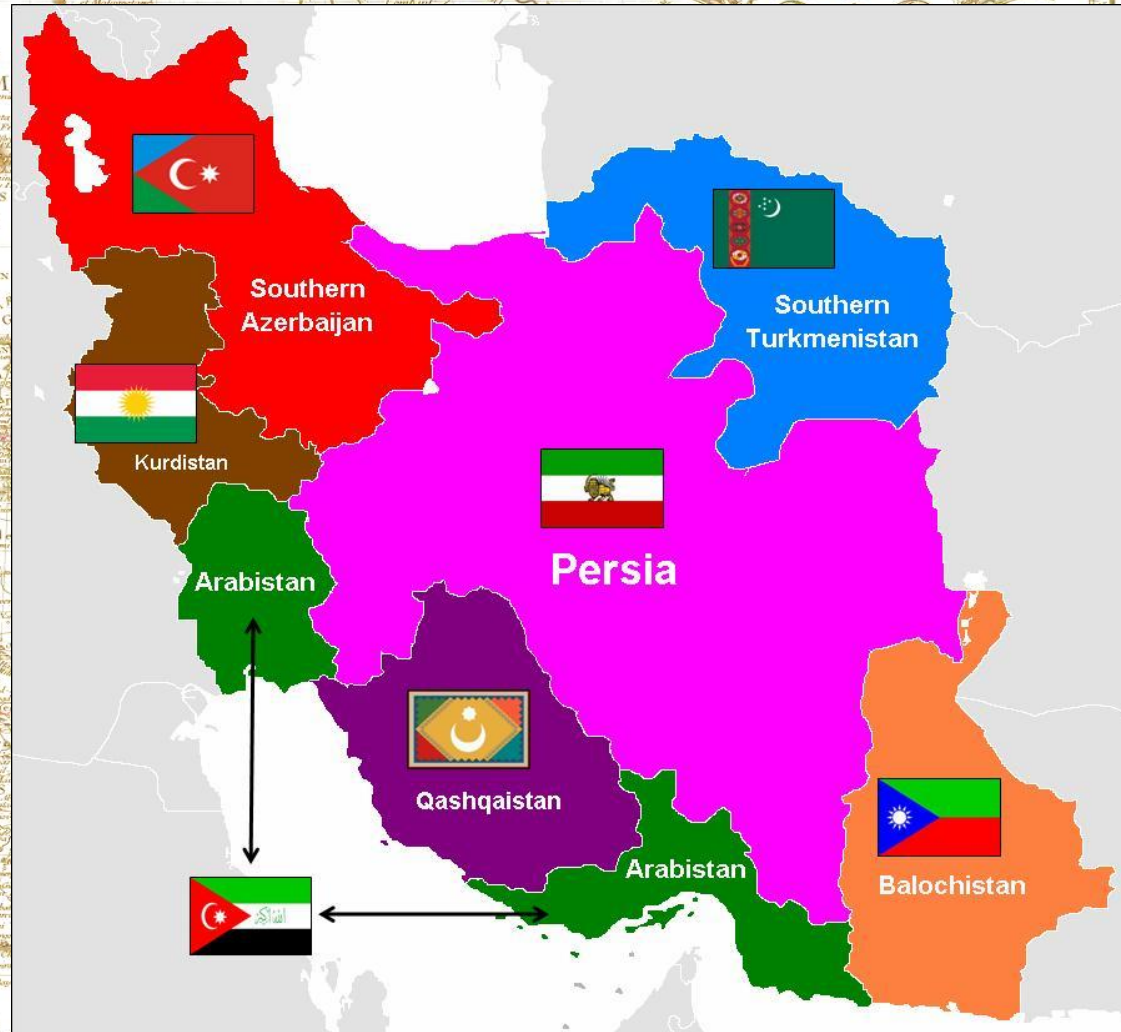 Southern
Azerbaijan
Southern
Turkmenistan
Kurdistan
Persia
Arabistan
Qashqaistan
Arabistan
Balochistan